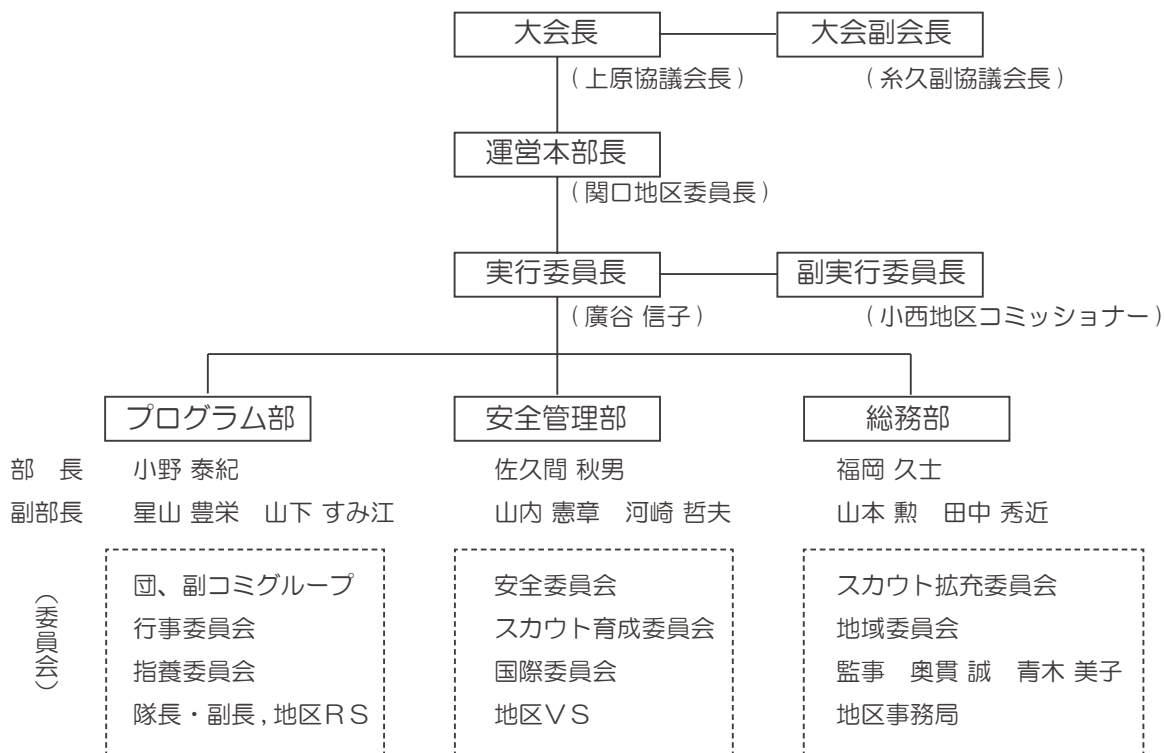 大会長 大会副会長
（上原協議会長） （糸久副協議会長）
運営本部長
（関口地区委員長）
実行委員長 副実行委員長
（廣谷 信子） （小西地区コミッショナー）
プログラム部 安全管理部 総務部
部　長 小野 泰紀 佐久間 秋男 福岡 久士
副部長 星山 豊栄　山下 すみ江 山内 憲章　河崎 哲夫 山本 勲　田中 秀近
（委員会）
団、副コミグループ 安全委員会 スカウト拡充委員会
行事委員会 スカウト育成委員会 地域委員会
指養委員会 国際委員会 監事　奥貫 誠　青木 美子
隊長・副長，地区ＲＳ 地区ＶＳ 地区事務局